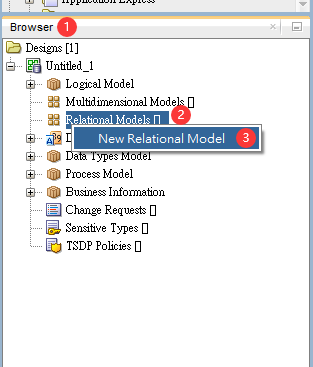 Application Express
Browser 1
Designs [1]
Untitled_1
Logical Model
Multidimensional Models []
Relational Models [] 2
New Relational Model 3
Data Types Model
Process Model
Business Information
Change Requests []
Sensitive Types []
TSDP Policies []